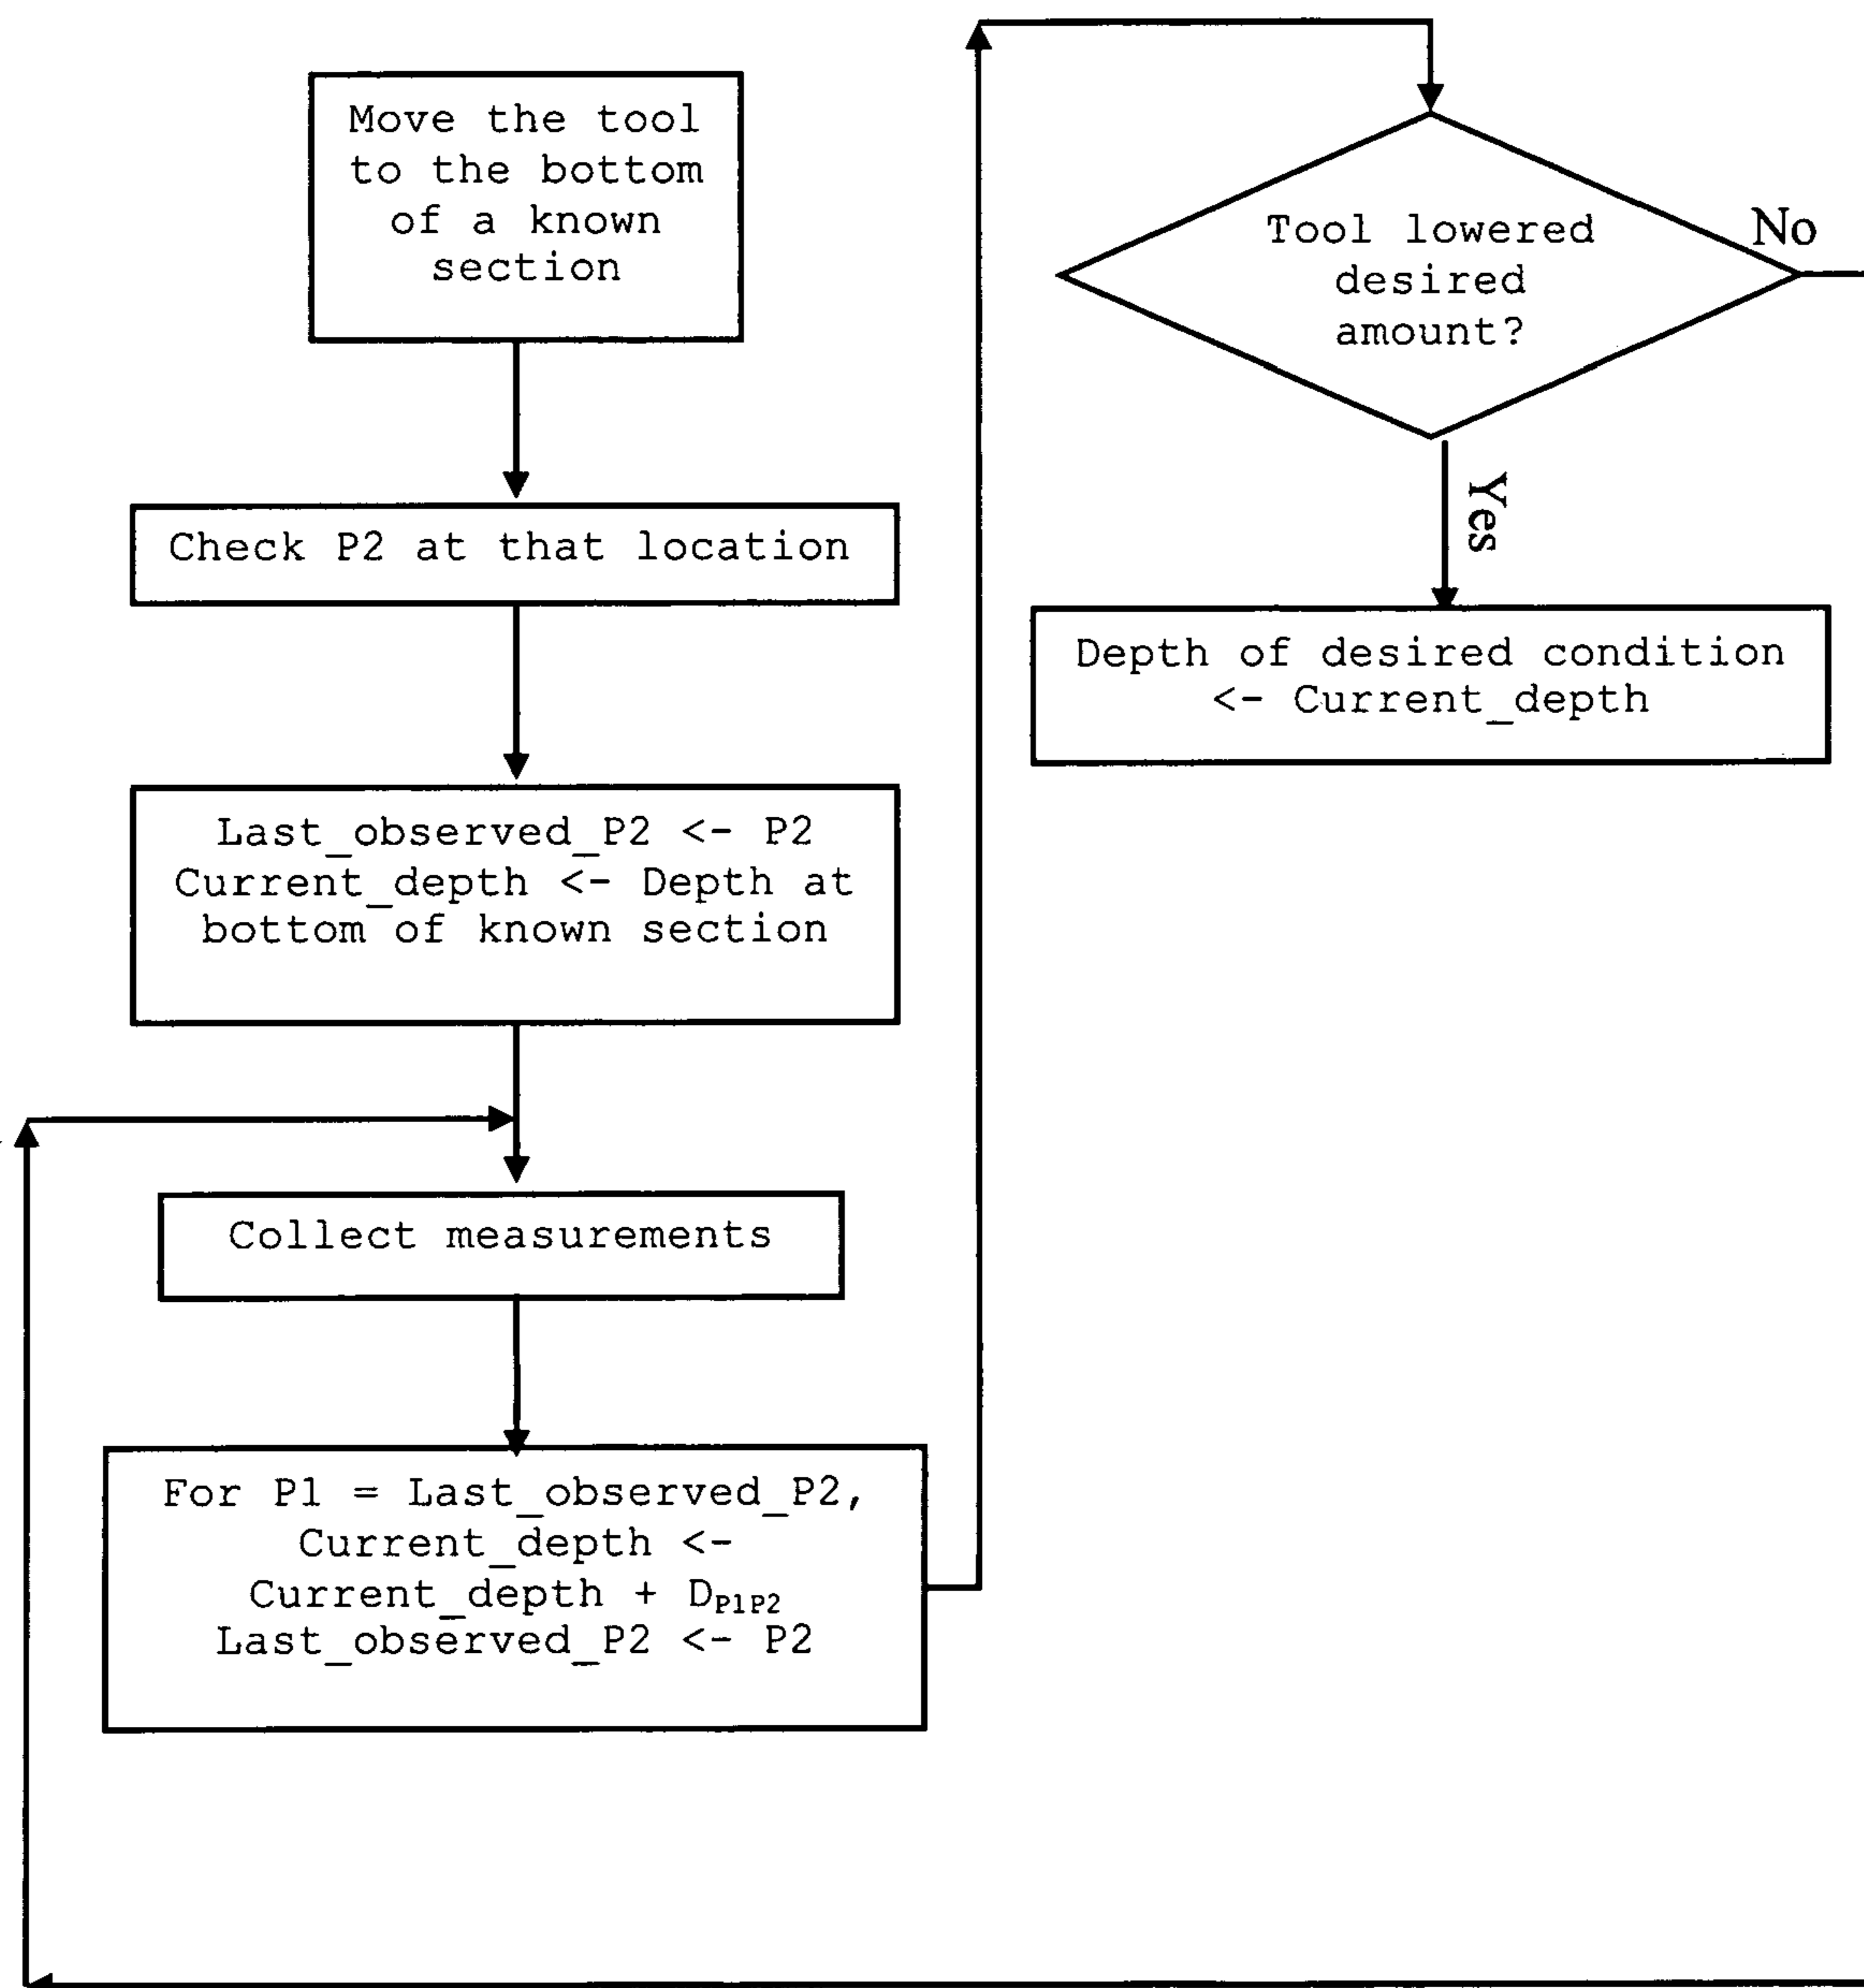 Move the tool
to the bottom
of a known
section
Check P2 at that location
Last_observed_P2 <- P2
Current_depth <- Depth at
bottom of known section
Collect measurements
For P1 = Last_observed_P2,
Current_depth <-
Current_depth + DP1P2
Last_observed_P2 <- P2
Tool lowered
desired
amount?
No
Yes
Depth of desired condition
<- Current_depth